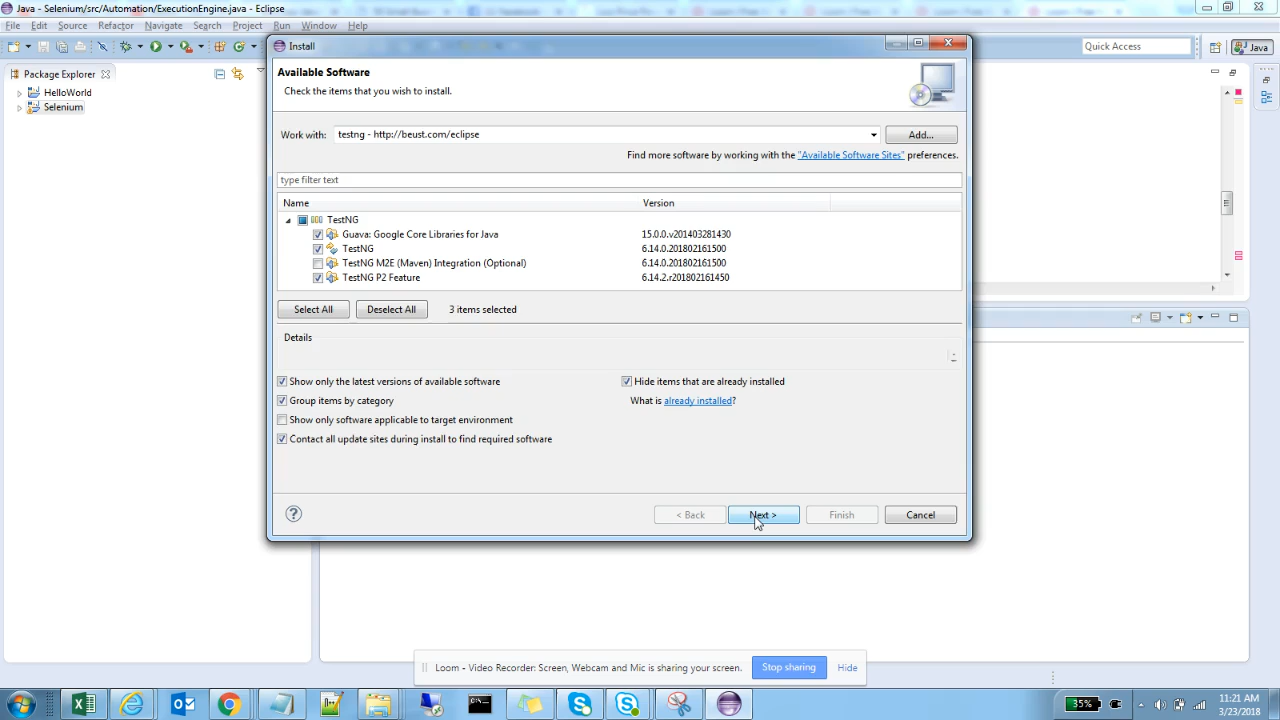 Java - Selenium/src/Automation/ExecutionEngine.java - Eclipse
File Edit Source Refactor Navigate Search Project Run Window Help
Quick Access
Java
Package Explorer
HelloWorld
Selenium
Install
Available Software
Check the items that you wish to install.
Work with: testng - http://beust.com/eclipse
Add...
Find more software by working with the "Available Software Sites" preferences.
type filter text
Name Version
TestNG
Guava: Google Core Libraries for Java 15.0.0.v201403281430
TestNG 6.14.0.201802161500
TestNG M2E (Maven) Integration (Optional) 6.14.0.201802161500
TestNG P2 Feature 6.14.2.r201802161450
Select All Deselect All 3 items selected
Details
Show only the latest versions of available software Hide items that are already installed
Group items by category What is already installed?
Show only software applicable to target environment
Contact all update sites during install to find required software
? < Back Next > Finish Cancel
Loom - Video Recorder: Screen, Webcam and Mic is sharing your screen. Stop sharing Hide
35%
11:21 AM
3/23/2018